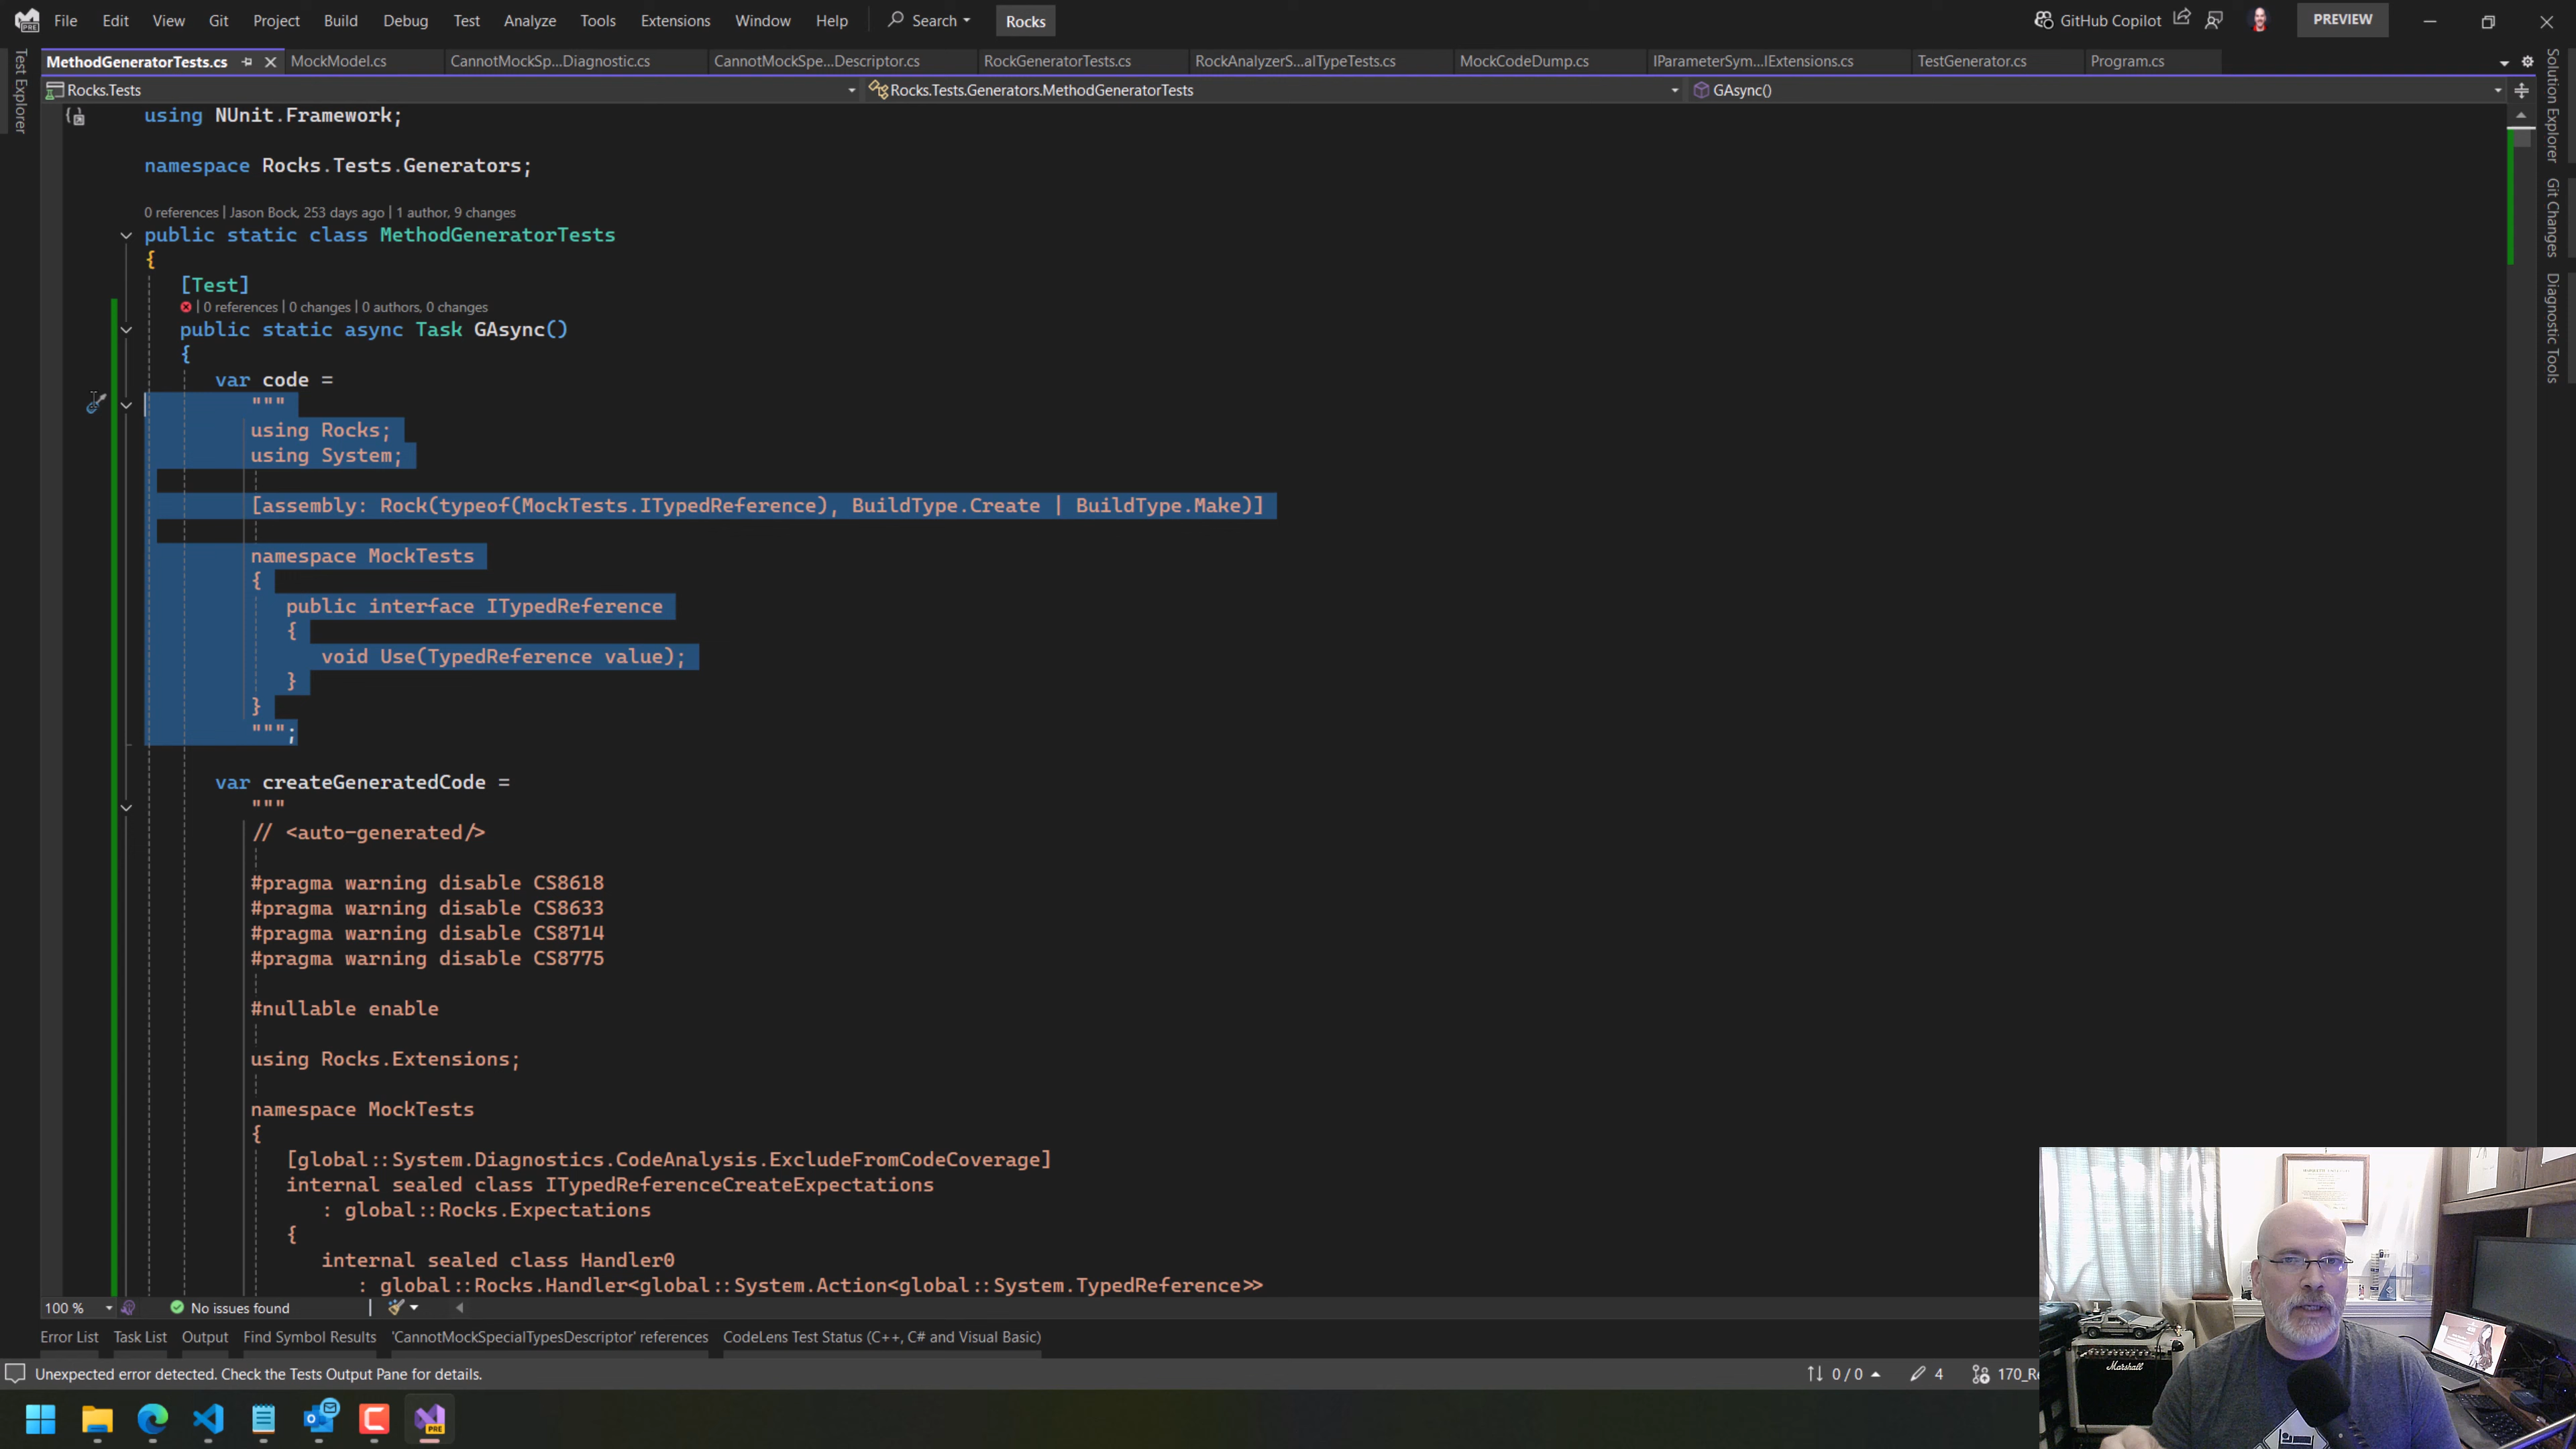 File Edit View Git Project Build Debug Test Analyze Tools Extensions Window Help Search Rocks GitHub Copilot PREVIEW
MethodGeneratorTests.cs MockModel.cs CannotMockSp...Diagnostic.cs CannotMockSpe...Descriptor.cs RockGeneratorTests.cs RockAnalyzerS...alTypeTests.cs MockCodeDump.cs IParameterSym...lExtensions.cs TestGenerator.cs Program.cs
Rocks.Tests Rocks.Tests.Generators.MethodGeneratorTests GAsync()
Test Explorer
Solution Explorer
Git Changes
Diagnostic Tools
using NUnit.Framework;
namespace Rocks.Tests.Generators;
0 references | Jason Bock, 253 days ago | 1 author, 9 changes
public static class MethodGeneratorTests
{
[Test]
| 0 references | 0 changes | 0 authors, 0 changes
public static async Task GAsync()
{
var code =
"""
using Rocks;
using System;
[assembly: Rock(typeof(MockTests.ITypedReference), BuildType.Create | BuildType.Make)]
namespace MockTests
{
public interface ITypedReference
{
void Use(TypedReference value);
}
}
""";
var createGeneratedCode =
"""
// <auto-generated/>
#pragma warning disable CS8618
#pragma warning disable CS8633
#pragma warning disable CS8714
#pragma warning disable CS8775
#nullable enable
using Rocks.Extensions;
namespace MockTests
{
[global::System.Diagnostics.CodeAnalysis.ExcludeFromCodeCoverage]
internal sealed class ITypedReferenceCreateExpectations
: global::Rocks.Expectations
{
internal sealed class Handler0
: global::Rocks.Handler<global::System.Action<global::System.TypedReference>>
100 % No issues found
Error List Task List Output Find Symbol Results 'CannotMockSpecialTypesDescriptor' references CodeLens Test Status (C++, C# and Visual Basic)
Unexpected error detected. Check the Tests Output Pane for details. 0 / 0 4 170_Re
Marshall
PRE